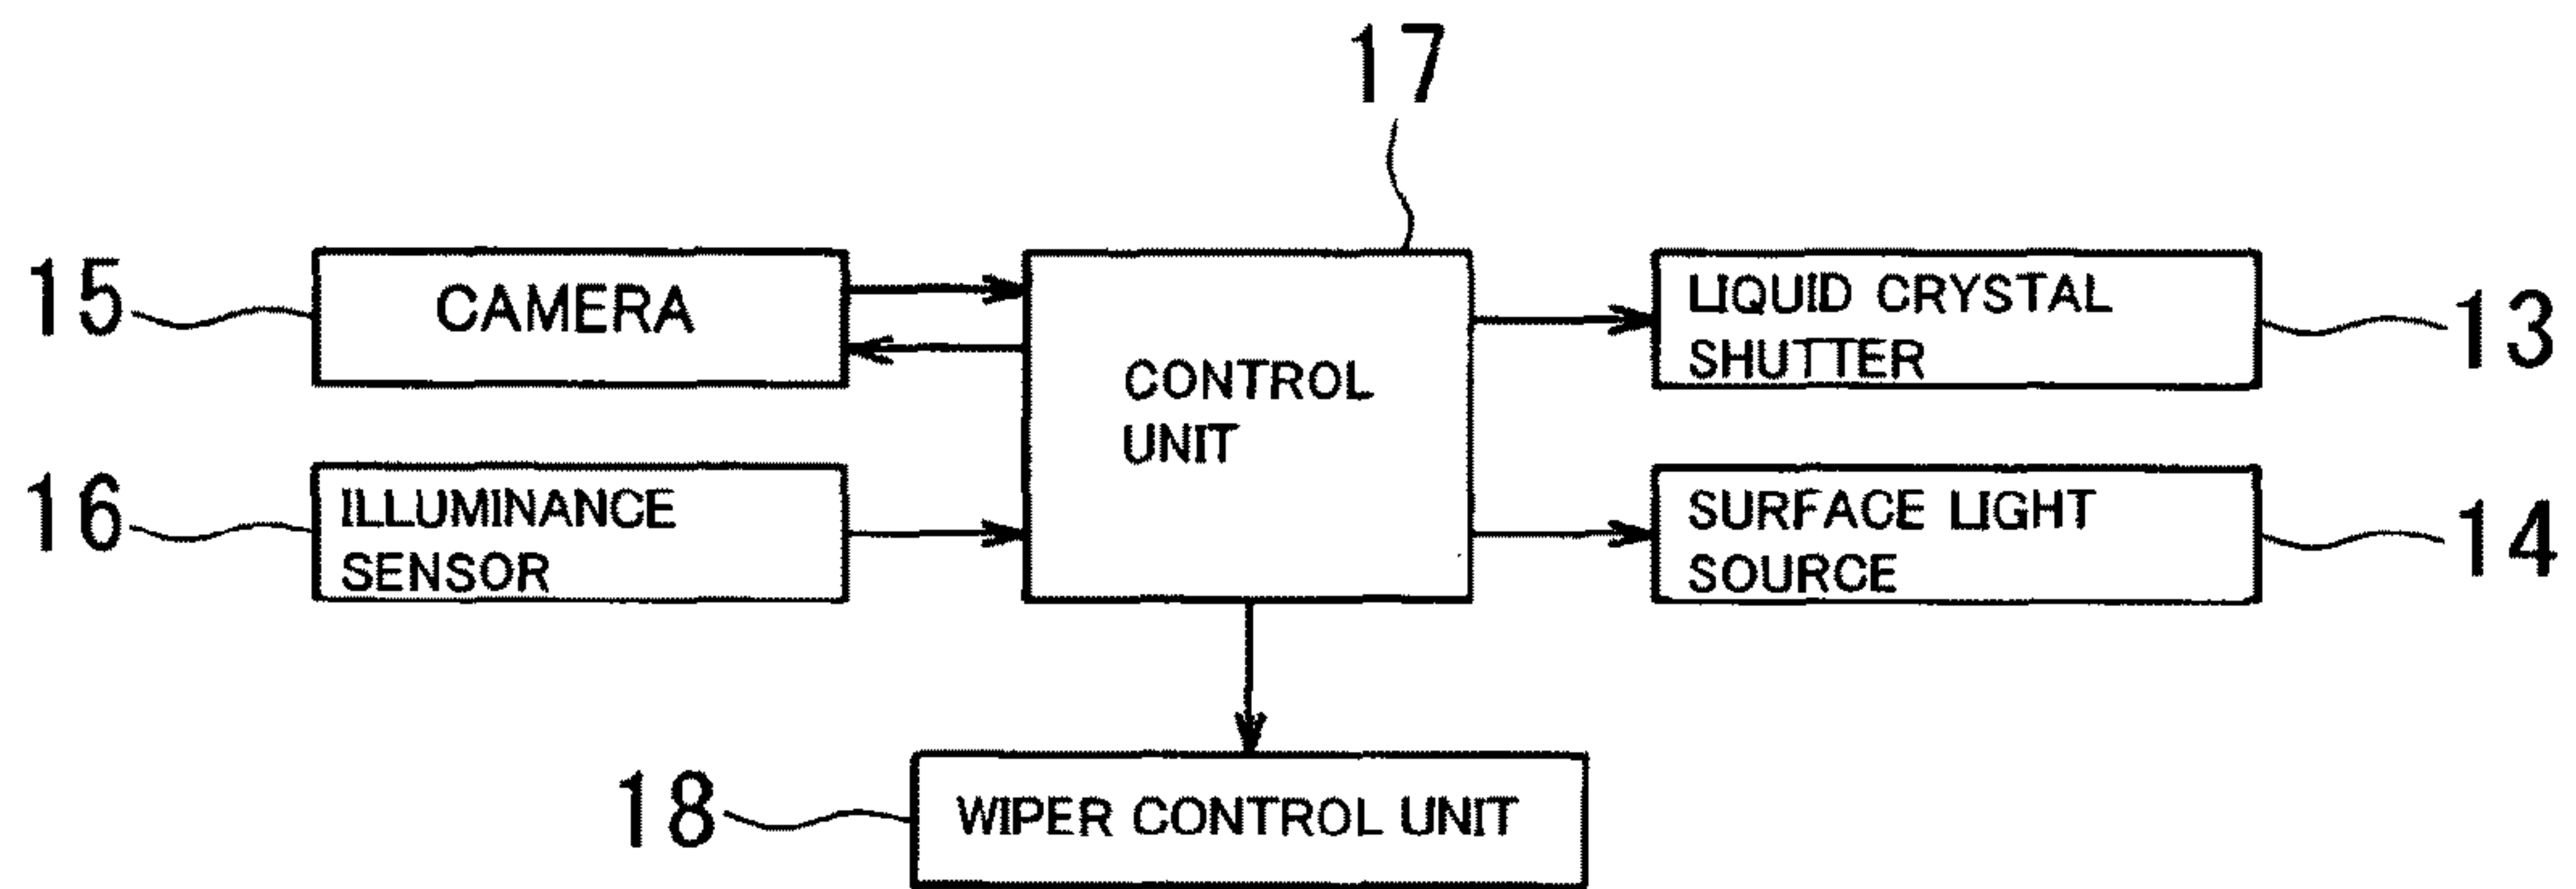 17
15
CAMERA
16
ILLUMINANCE
SENSOR
CONTROL
UNIT
LIQUID CRYSTAL
SHUTTER
13
SURFACE LIGHT
SOURCE
14
18
WIPER CONTROL UNIT